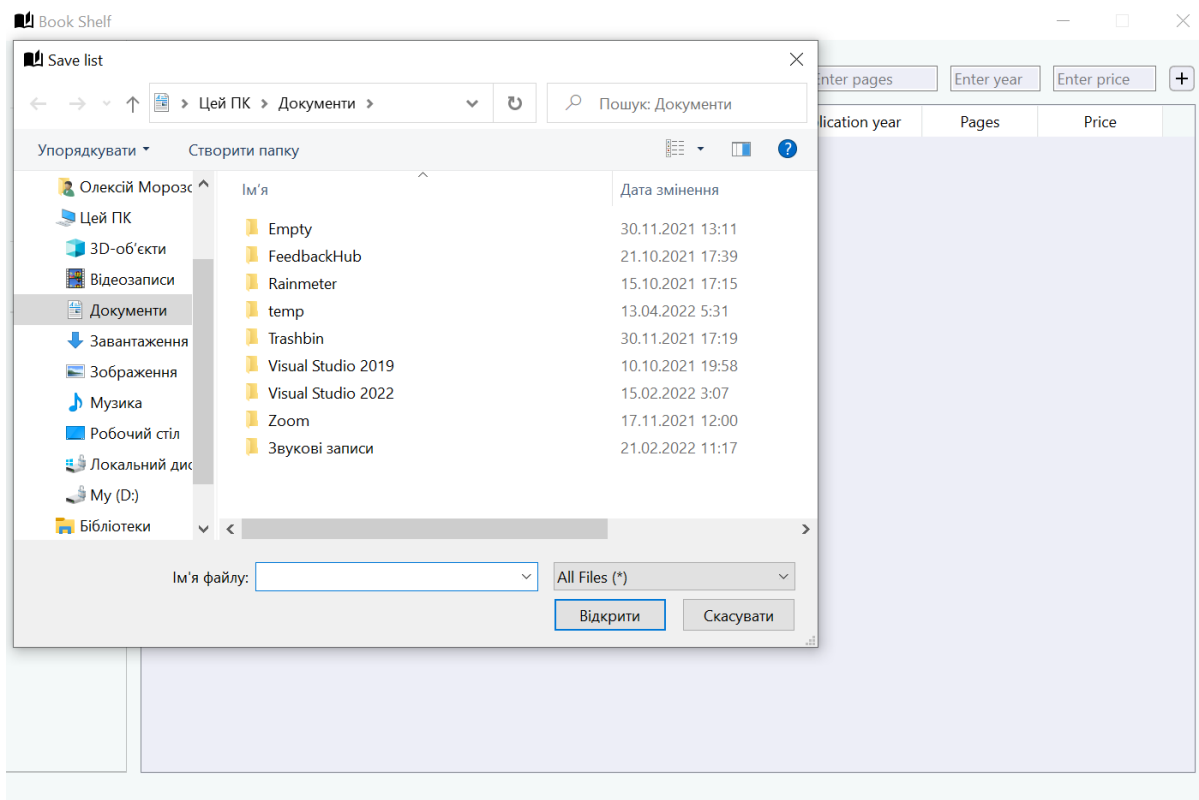 Book Shelf
Save list
Цей ПК Документи
Пошук: Документи
Enter year
Enter price
pages
Упорядкувати
Створити папку
year
Pages
Price
Олексій
Цей ПК
3D-об'єкти
Відеозаписи
Документи
Завантаження
Зображення
Музика
Робочий стіл
Локальний
My (D:)
Бібліотеки
Ім'я Дата змінення
Empty 30.11.2021 13:11
FeedbackHub 21.10.2021 17:39
Rainmeter 15.10.2021 17:15
temp 13.04.2022 5:31
Trashbin 30.11.2021 17:19
Visual Studio 2019 10.10.2021 19:58
Visual Studio 2022 15.02.2022 3:07
Zoom 17.11.2021 12:00
Звукові записи 21.02.2022 11:17
Ім'я файлу:
All Files (*)
Відкрити
Скасувати